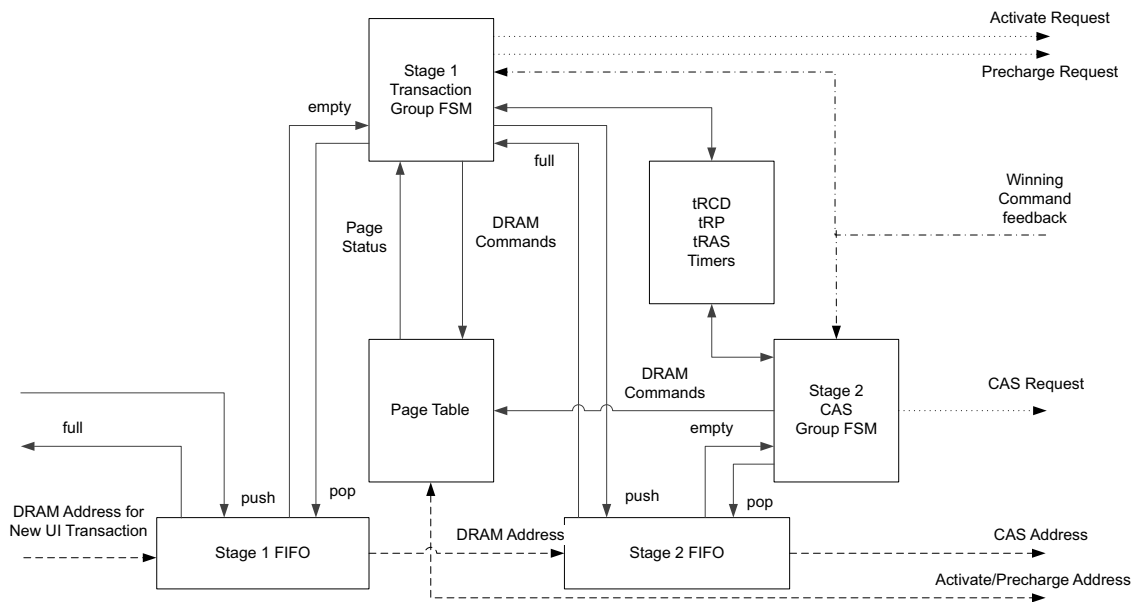 Activate Request
Stage 1
Transaction
Group FSM
Precharge Request
empty
full
Winning
Command
feedback
tRCD
tRP
tRAS
Timers
Page
Status
DRAM
Commands
DRAM
Commands
Stage 2
CAS
Group FSM
CAS Request
Page Table
full
empty
push
pop
push
pop
DRAM Address for
New UI Transaction
Stage 1 FIFO
DRAM Address
Stage 2 FIFO
CAS Address
Activate/Precharge Address